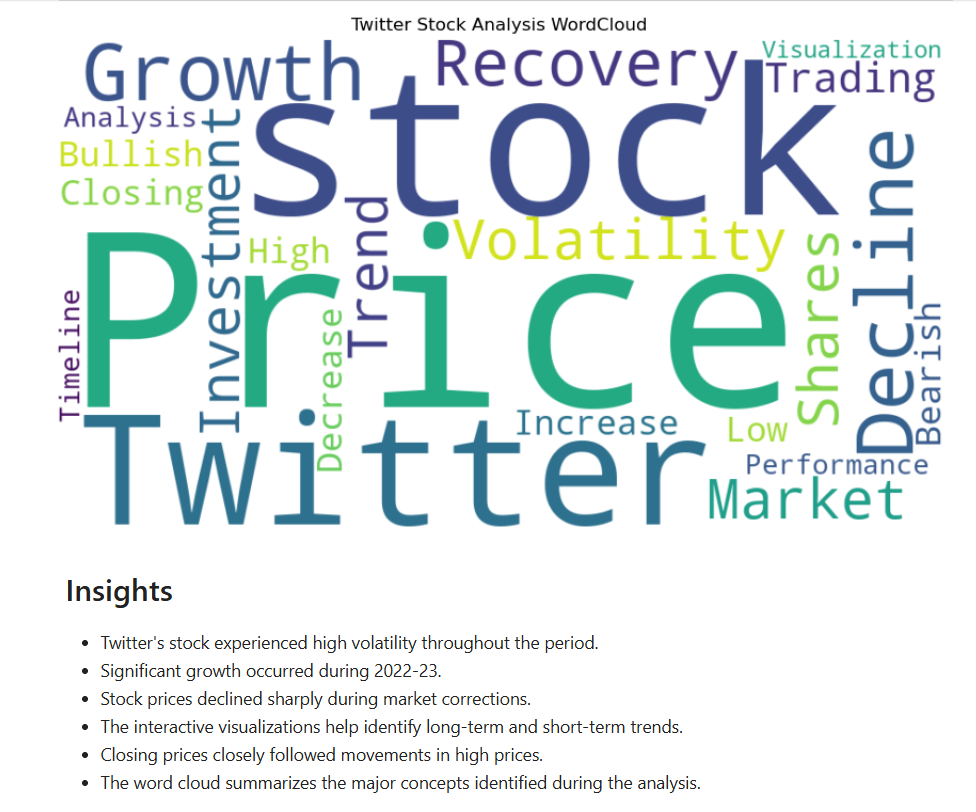 Twitter Stock Analysis WordCloud
Growth
Recovery
Visualization
Trading
Analysis
stock
Bullish
Closing
Investment
Decline
High
Trend
Volatility
Price
Shares
Timeline
Decrease
Bearish
Twitter
Increase
Low
Performance
Market
Insights
• Twitter's stock experienced high volatility throughout the period.
• Significant growth occurred during 2022-23.
• Stock prices declined sharply during market corrections.
• The interactive visualizations help identify long-term and short-term trends.
• Closing prices closely followed movements in high prices.
• The word cloud summarizes the major concepts identified during the analysis.